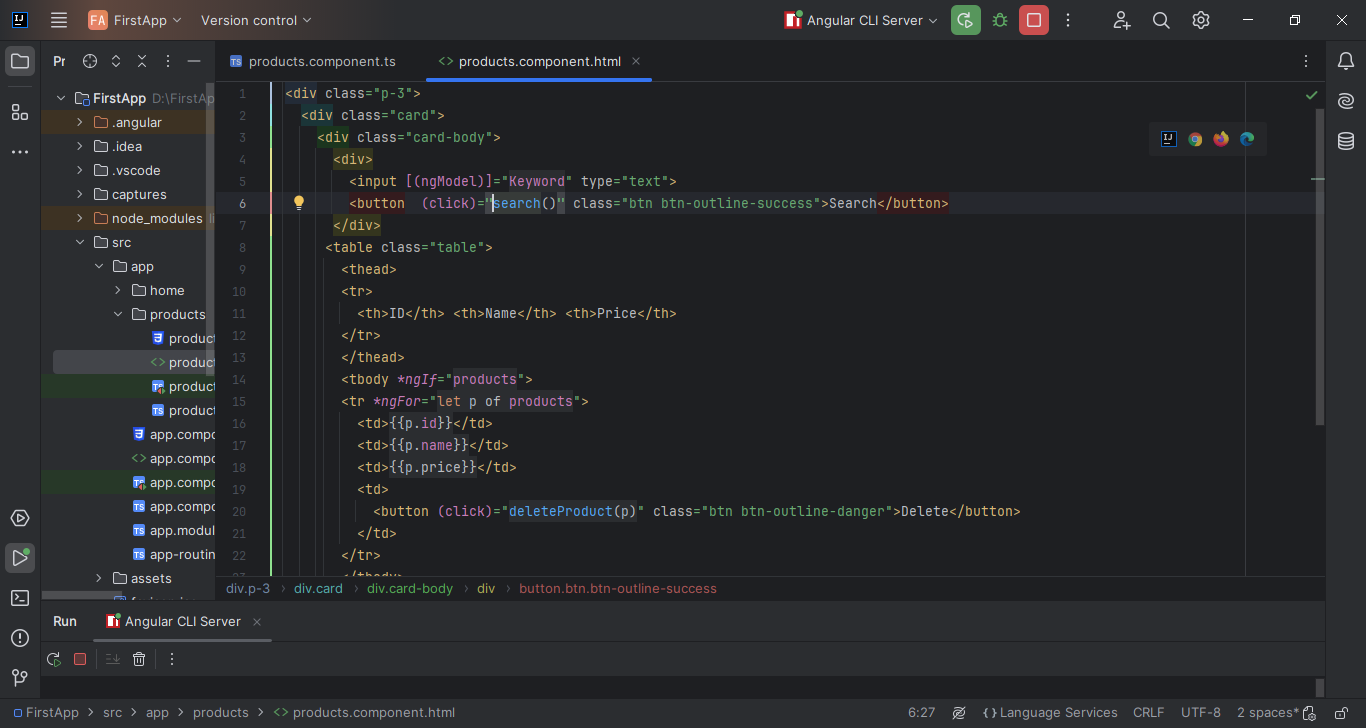 FA FirstApp Version control Angular CLI Server
Pr products.component.ts products.component.html
FirstApp D:\FirstAp
.angular
.idea
.vscode
captures
node_modules
src
app
home
products
product
product
product
product
app.compo
app.compo
app.compo
app.compo
app.modul
app-routin
assets
1 <div class="p-3">
2 <div class="card">
3 <div class="card-body">
4 <div>
5 <input [(ngModel)]="Keyword" type="text">
6 <button  (click)="search()" class="btn btn-outline-success">Search</button>
7 </div>
8 <table class="table">
9 <thead>
10 <tr>
11 <th>ID</th> <th>Name</th> <th>Price</th>
12 </tr>
13 </thead>
14 <tbody *ngIf="products">
15 <tr *ngFor="let p of products">
16 <td>{{p.id}}</td>
17 <td>{{p.name}}</td>
18 <td>{{p.price}}</td>
19 <td>
20 <button (click)="deleteProduct(p)" class="btn btn-outline-danger">Delete</button>
21 </td>
22 </tr>
div.p-3 div.card div.card-body div button.btn.btn-outline-success
Run Angular CLI Server
FirstApp src app products products.component.html 6:27 Language Services CRLF UTF-8 2 spaces*